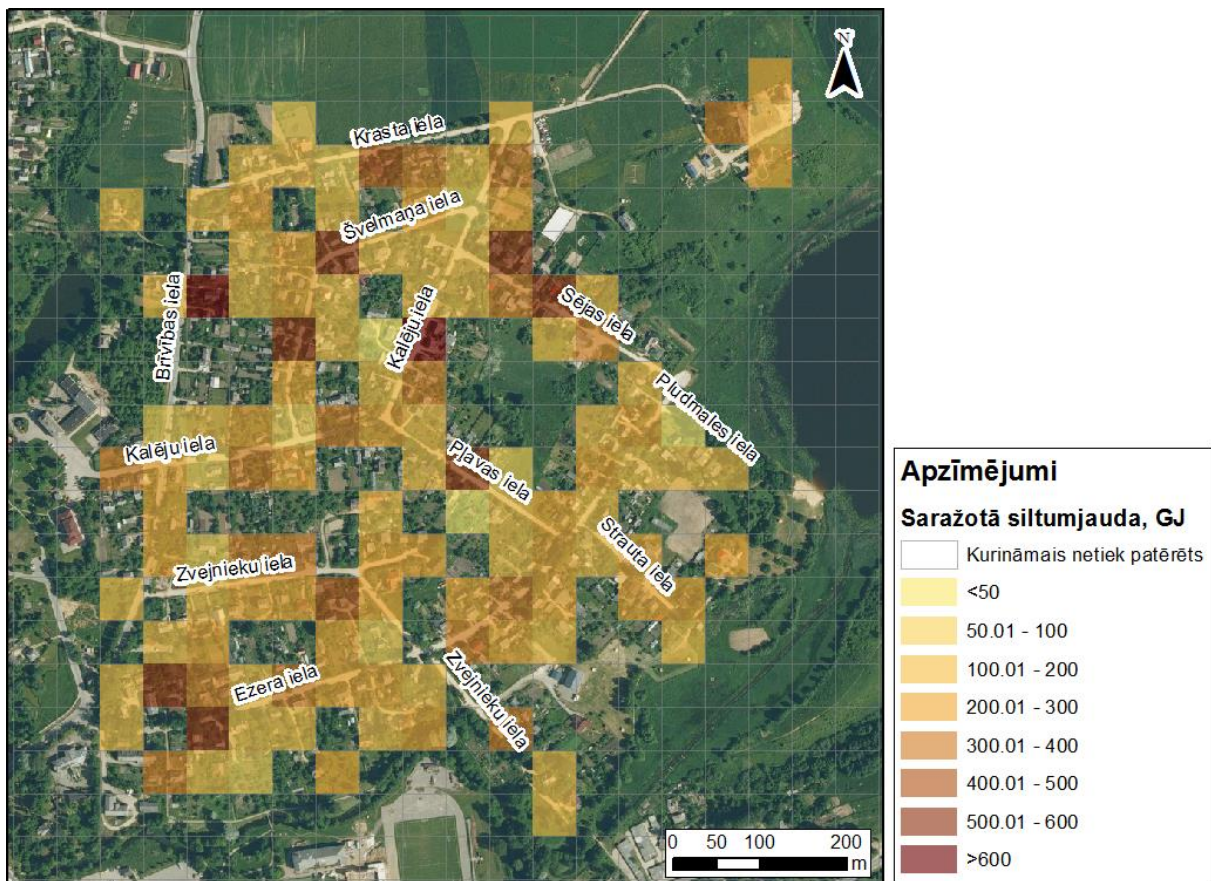 N
Krasta iela
Švelmaņa iela
Brīvības iela
Kalēju iela
Sējas iela
Pludmales iela
Kalēju iela
Pļavas iela
Strauta iela
Zvejnieku iela
Ezera iela
Zvejnieku iela
0 50 100 200
m
Apzīmējumi
Saražotā siltumjauda, GJ
Kurināmais netiek patērēts
<50
50.01 - 100
100.01 - 200
200.01 - 300
300.01 - 400
400.01 - 500
500.01 - 600
>600